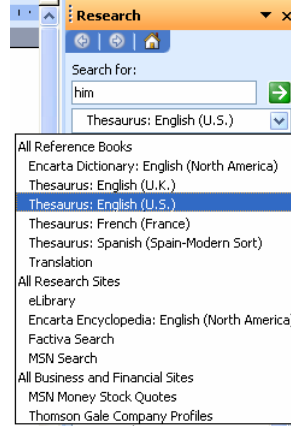 Research
Search for:
him
Thesaurus: English (U.S.)
All Reference Books
Encarta Dictionary: English (North America)
Thesaurus: English (U.K.)
Thesaurus: English (U.S.)
Thesaurus: French (France)
Thesaurus: Spanish (Spain-Modern Sort)
Translation
All Research Sites
eLibrary
Encarta Encyclopedia: English (North America
Factiva Search
MSN Search
All Business and Financial Sites
MSN Money Stock Quotes
Thomson Gale Company Profiles